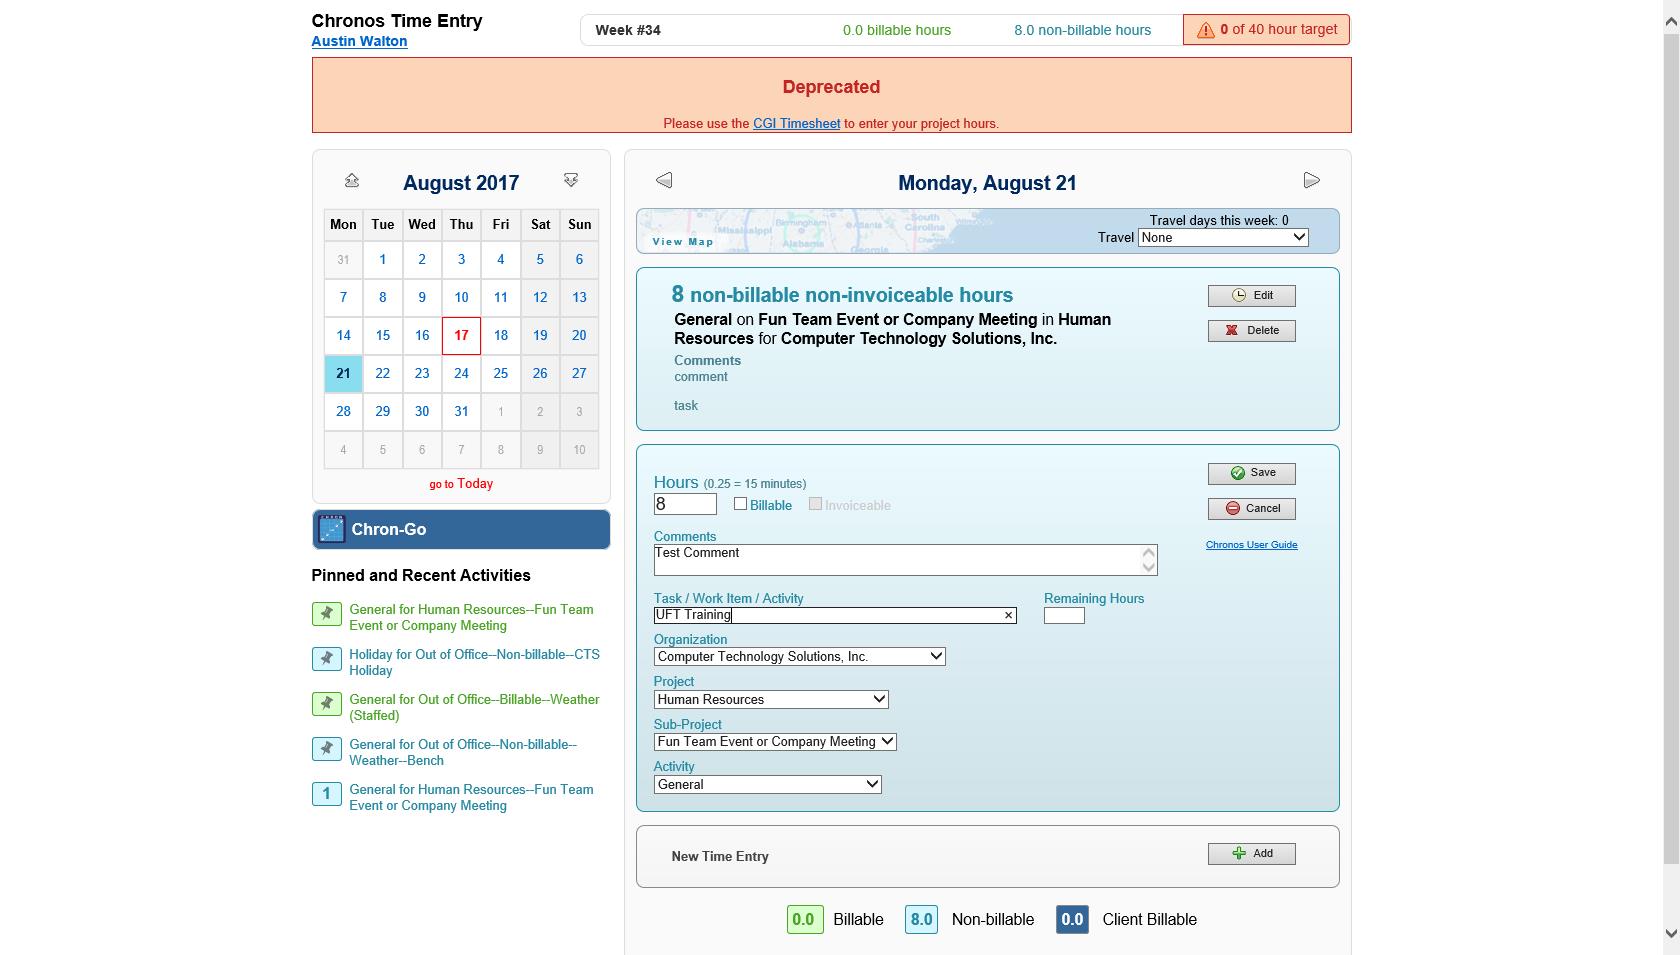 Chronos Time Entry
Austin Walton
Week #34
0.0 billable hours
8.0 non-billable hours
0 of 40 hour target
Deprecated
Please use the CGI Timesheet to enter your project hours.
August 2017
Mon Tue Wed Thu Fri Sat Sun
31 1 2 3 4 5 6
7 8 9 10 11 12 13
14 15 16 17 18 19 20
21 22 23 24 25 26 27
28 29 30 31 1 2 3
4 5 6 7 8 9 10
go to Today
Chron-Go
Pinned and Recent Activities
General for Human Resources--Fun Team
Event or Company Meeting
Holiday for Out of Office--Non-billable--CTS
Holiday
General for Out of Office--Billable--Weather
(Staffed)
General for Out of Office--Non-billable--
Weather--Bench
1
General for Human Resources--Fun Team
Event or Company Meeting
Monday, August 21
View Map
Mississippi
Birmingham
Alabama
Atlanta
Georgia
South
Carolina
Travel days this week: 0
Travel None
8 non-billable non-invoiceable hours
General on Fun Team Event or Company Meeting in Human
Resources for Computer Technology Solutions, Inc.
Comments
comment
task
Edit
Delete
Hours (0.25 = 15 minutes)
8 Billable Invoiceable
Comments
Test Comment
Task / Work Item / Activity
UFT Training
×
Remaining Hours
Organization
Computer Technology Solutions, Inc.
Project
Human Resources
Sub-Project
Fun Team Event or Company Meeting
Activity
General
Save
Cancel
Chronos User Guide
New Time Entry
Add
0.0 Billable 8.0 Non-billable 0.0 Client Billable